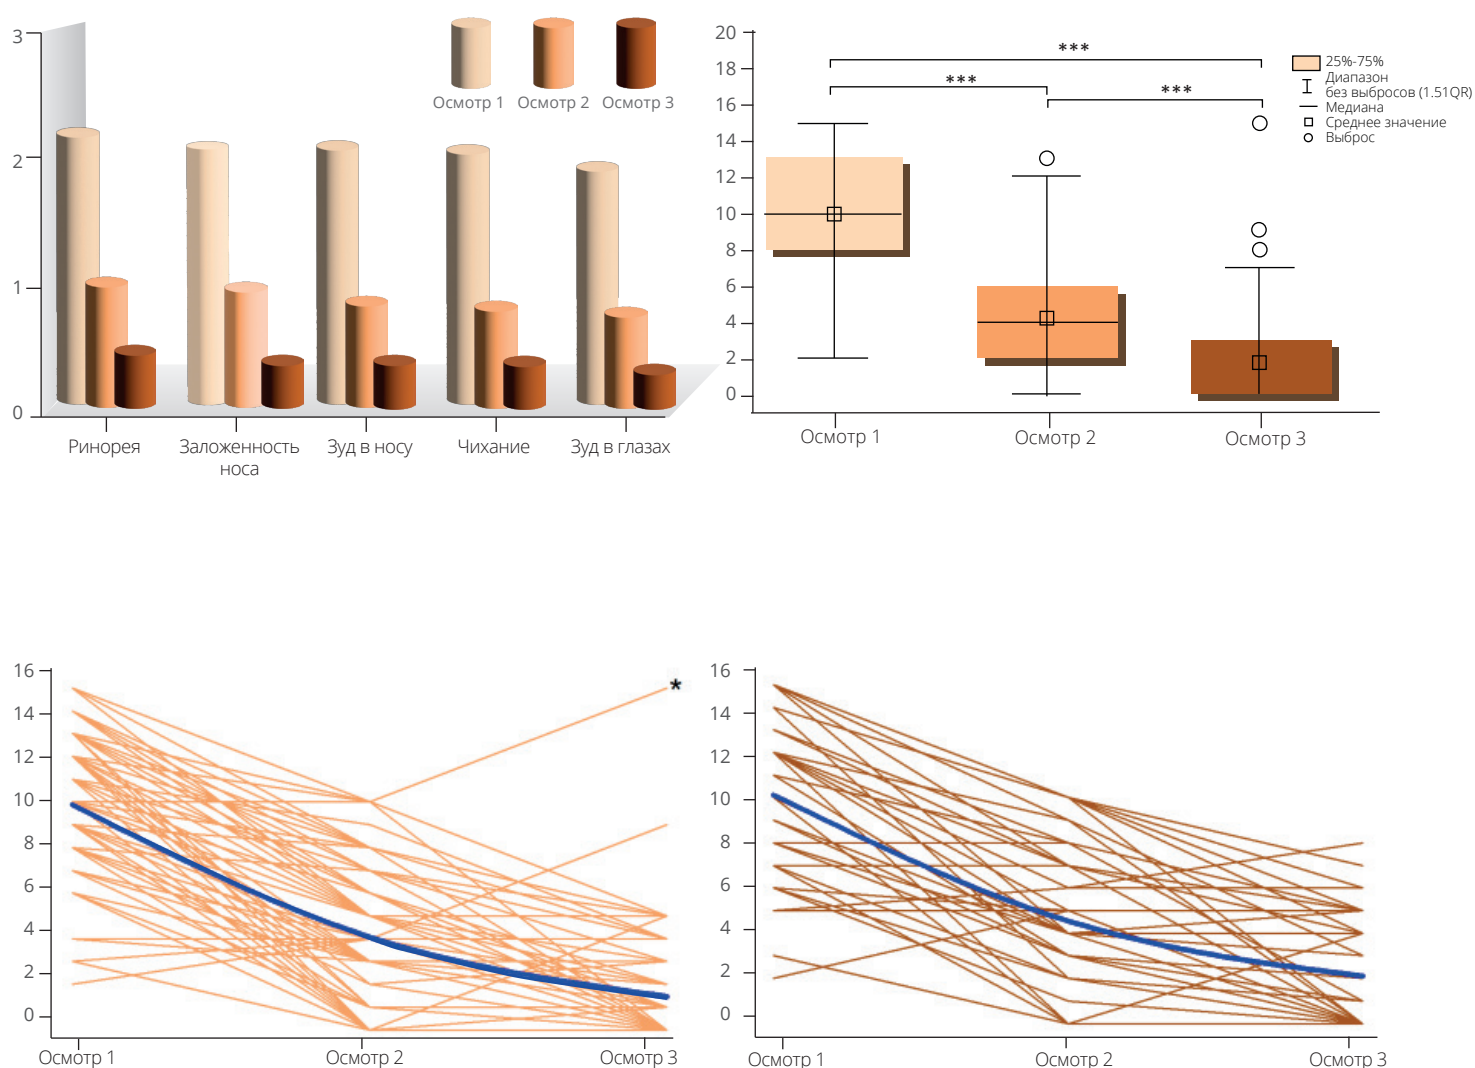 3
2
1
0
Осмотр 1
Осмотр 2
Осмотр 3
Ринорея
Заложенность
носа
Зуд в носу
Чихание
Зуд в глазах
20
18
16
14
12
10
8
6
4
2
0
***
***
***
25%-75%
Диапазон
без выбросов (1.51QR)
Медиана
Среднее значение
Выброс
Осмотр 1
Осмотр 2
Осмотр 3
16
14
12
10
8
6
4
2
0
*
Осмотр 1
Осмотр 2
Осмотр 3
16
14
12
10
8
6
4
2
0
Осмотр 1
Осмотр 2
Осмотр 3